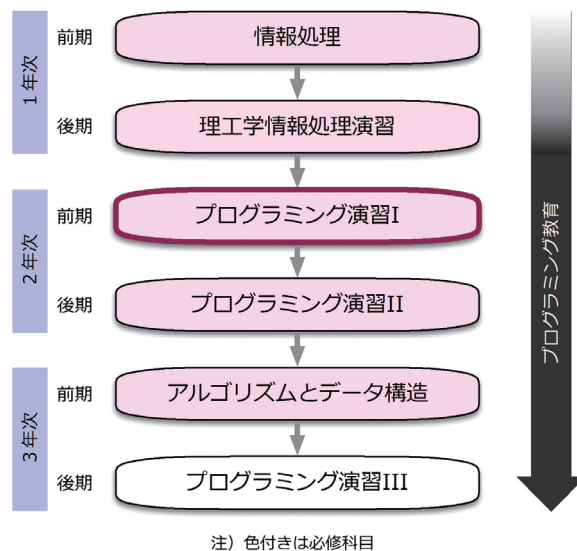 1年次
前期
情報処理
後期
理工学情報処理演習
2年次
前期
プログラミング演習I
後期
プログラミング演習II
3年次
前期
アルゴリズムとデータ構造
後期
プログラミング演習III
プログラミング教育
注）色付きは必修科目